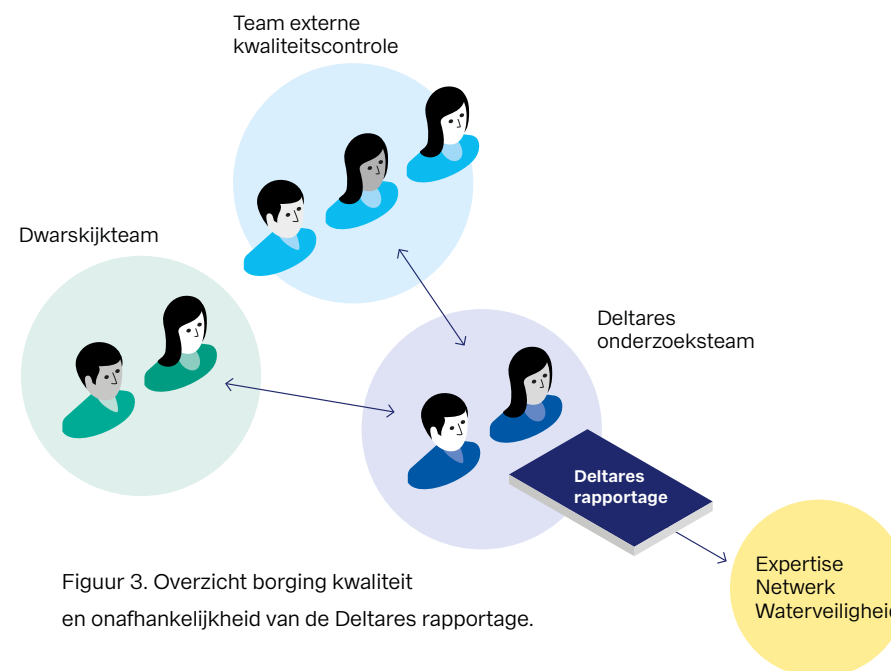 Team externe
kwaliteitscontrole
Dwarskijkteam
Deltares
onderzoeksteam
Deltares
rapportage
Expertise
Netwerk
Waterveiligheid
Figuur 3. Overzicht borging kwaliteit
en onafhankelijkheid van de Deltares rapportage.